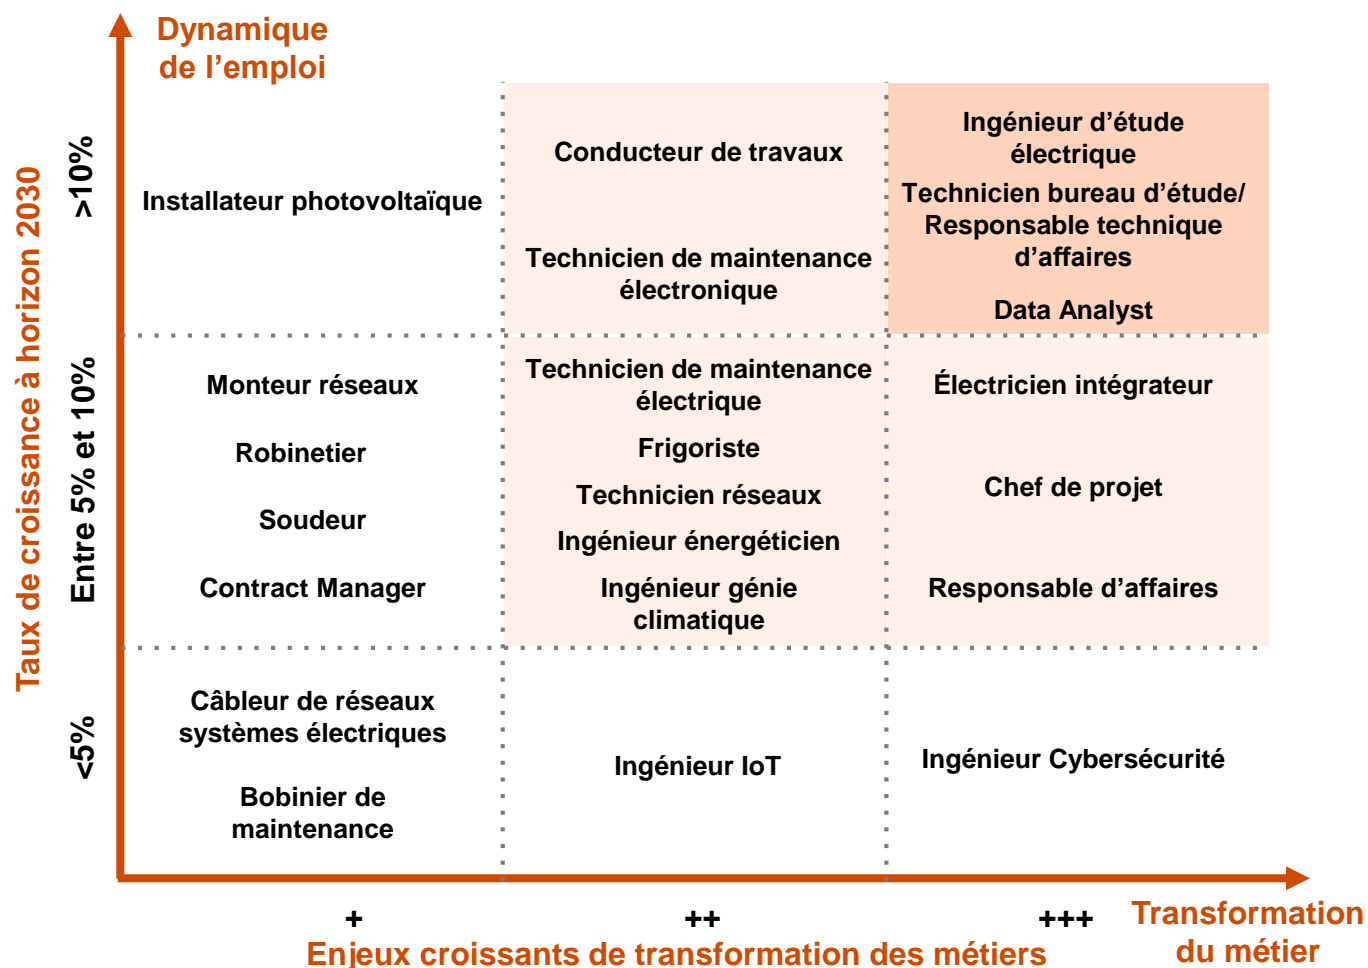 Dynamique
de l’emploi
Taux de croissance à horizon 2030
>10%
Installateur photovoltaïque
Conducteur de travaux
Technicien de maintenance
électronique
Ingénieur d’étude
électrique
Technicien bureau d’étude/
Responsable technique
d’affaires
Data Analyst
Entre 5% et 10%
Monteur réseaux
Robinetier
Soudeur
Contract Manager
Technicien de maintenance
électrique
Frigoriste
Technicien réseaux
Ingénieur énergéticien
Ingénieur génie
climatique
Électricien intégrateur
Chef de projet
Responsable d’affaires
<5%
Câbleur de réseaux
systèmes électriques
Bobinier de
maintenance
Ingénieur IoT
Ingénieur Cybersécurité
+
++
+++
Transformation
du métier
Enjeux croissants de transformation des métiers